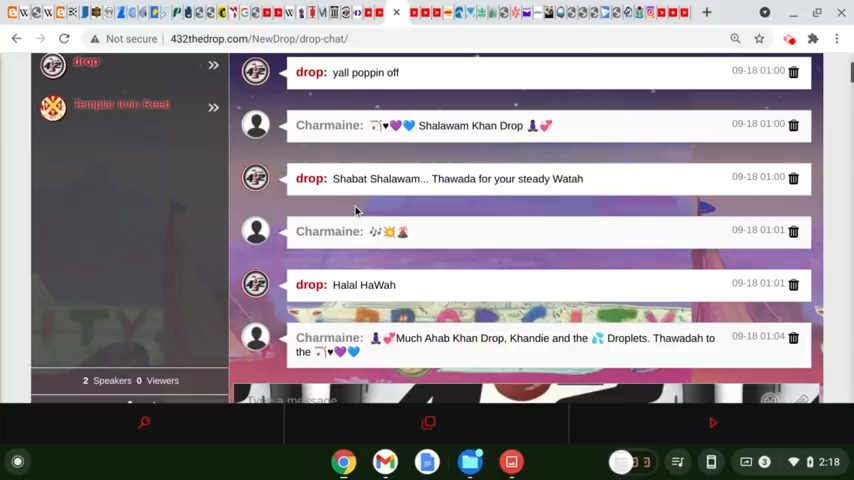 Not secure
432thedrop.com/NewDrop/drop-chat/
drop
Templar Irvin Reed
drop: yall poppin off
09-18 01:00
Charmaine: 🏹♥💜💙 Shalawam Khan Drop 🧘🏿‍♀️💞
09-18 01:00
drop: Shabat Shalawam... Thawada for your steady Watah
09-18 01:00
Charmaine: 🎶💥🌋
09-18 01:01
drop: Halal HaWah
09-18 01:01
Charmaine: 🧘🏿‍♀️💞Much Ahab Khan Drop, Khandie and the 💦 Droplets. Thawadah to
the 🏹♥💜💙
09-18 01:04
2 Speakers 0 Viewers
Type a message
3
2:18